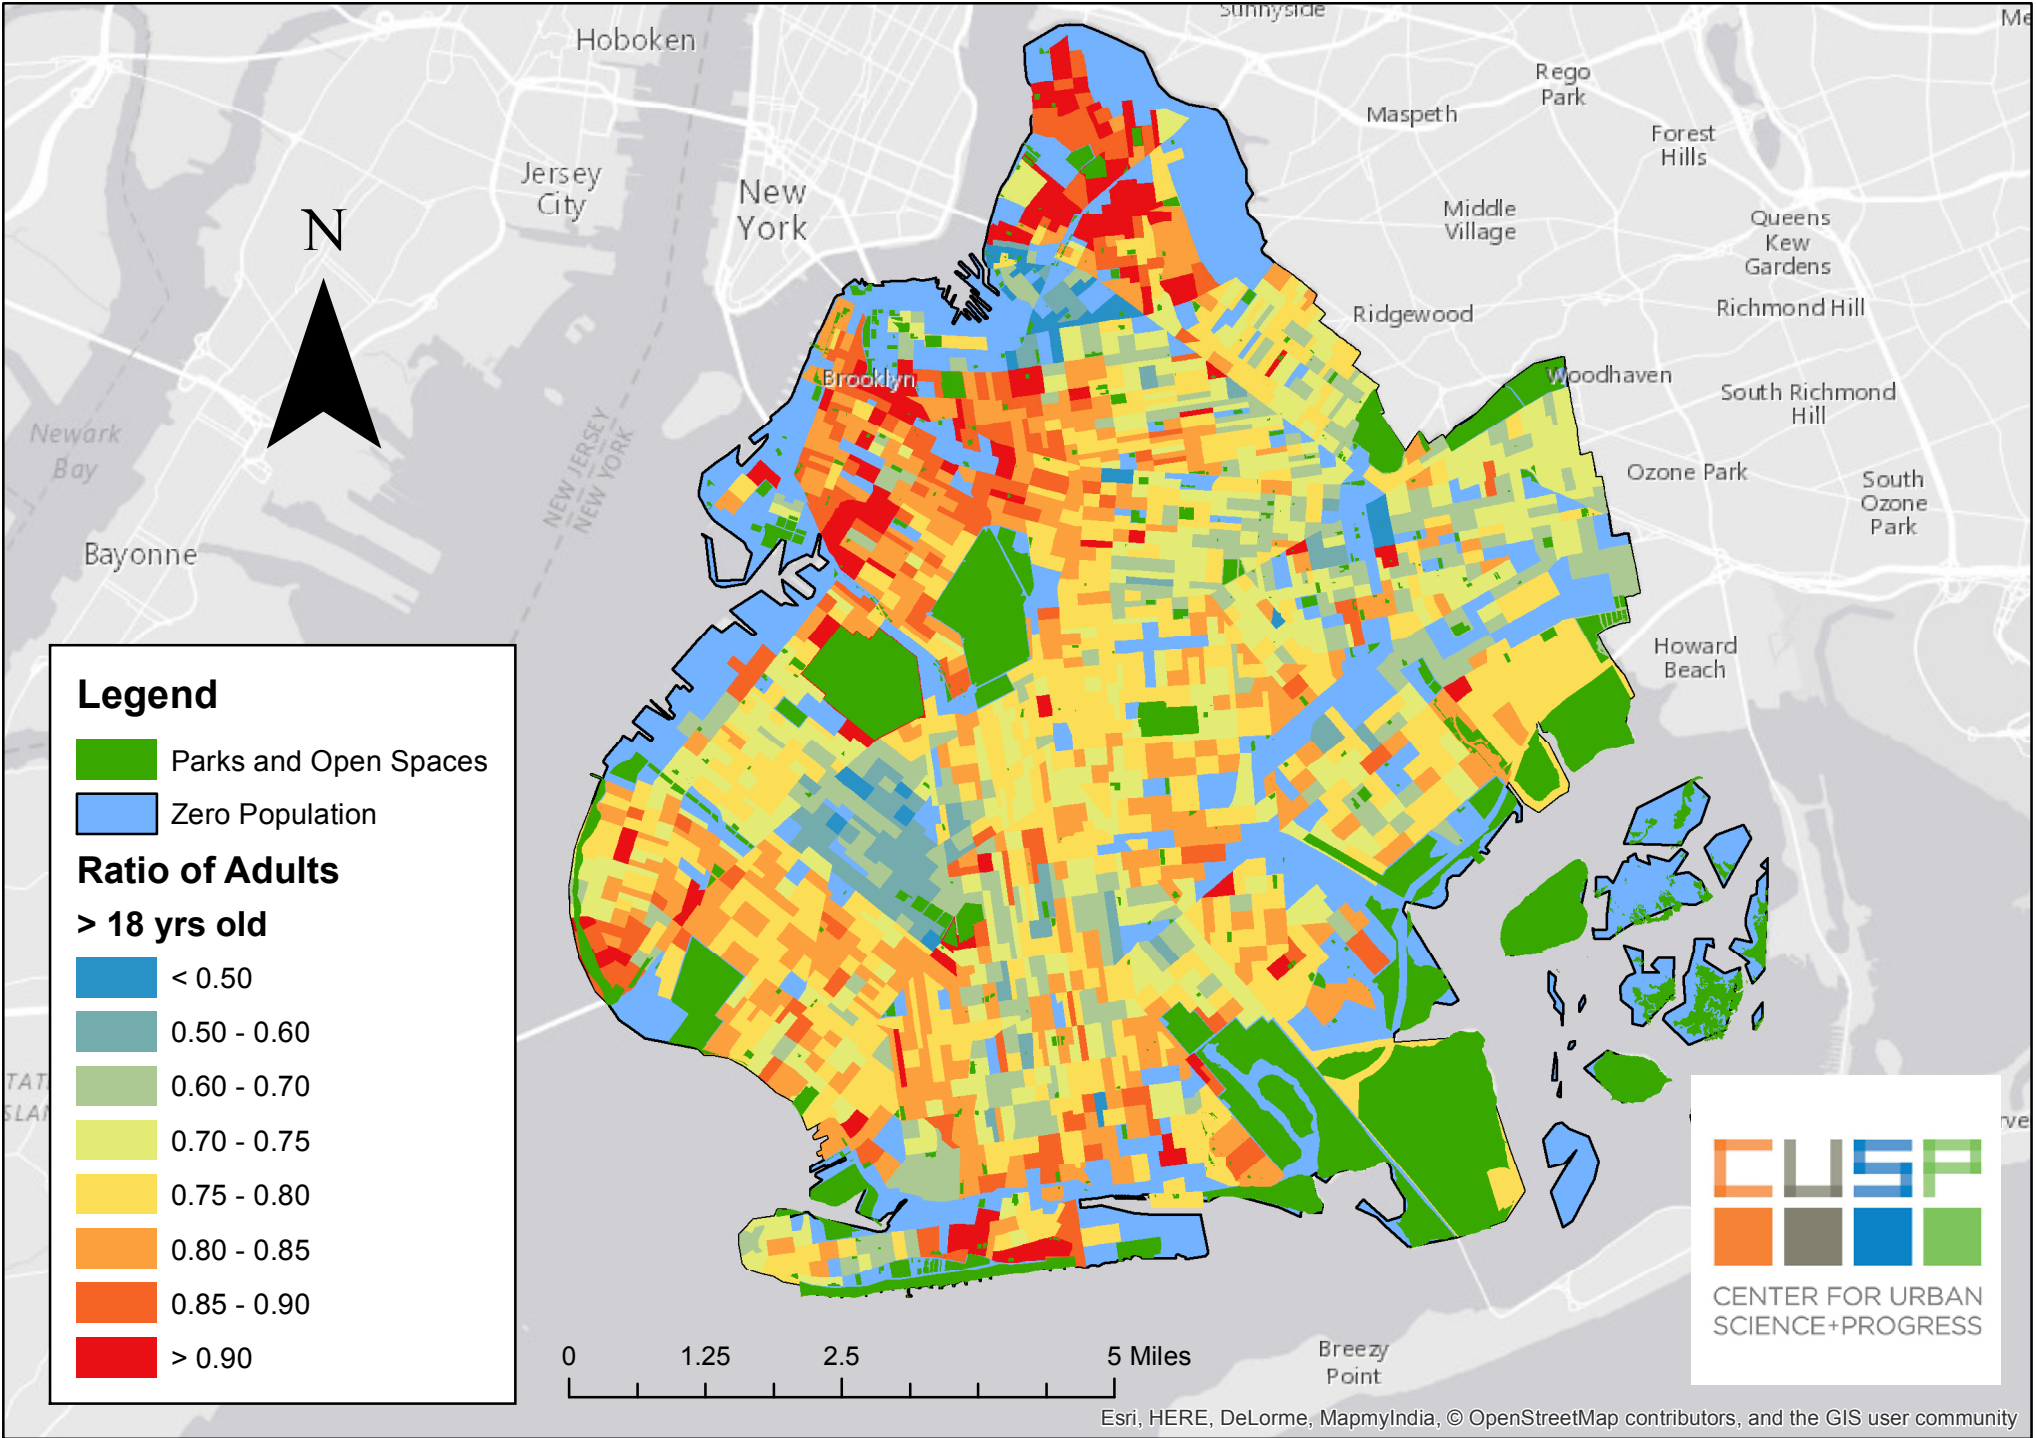 Sunnyside
Hoboken
Rego
Park
Maspeth
Forest
Hills
Jersey
City
New
York
Middle
Village
Queens
Kew
Gardens
N
Ridgewood
Richmond Hill
Brooklyn
Woodhaven
South Richmond
Hill
Newark
Bay
NEW JERSEY
NEW YORK
Ozone Park
South
Ozone
Park
Bayonne
Howard
Beach
Legend
Parks and Open Spaces
Zero Population
Ratio of Adults
> 18 yrs old
< 0.50
0.50 - 0.60
0.60 - 0.70
0.70 - 0.75
0.75 - 0.80
0.80 - 0.85
0.85 - 0.90
> 0.90
CUSP
CENTER FOR URBAN
SCIENCE+PROGRESS
0 1.25 2.5 5 Miles
Breezy
Point
Esri, HERE, DeLorme, MapmyIndia, © OpenStreetMap contributors, and the GIS user community